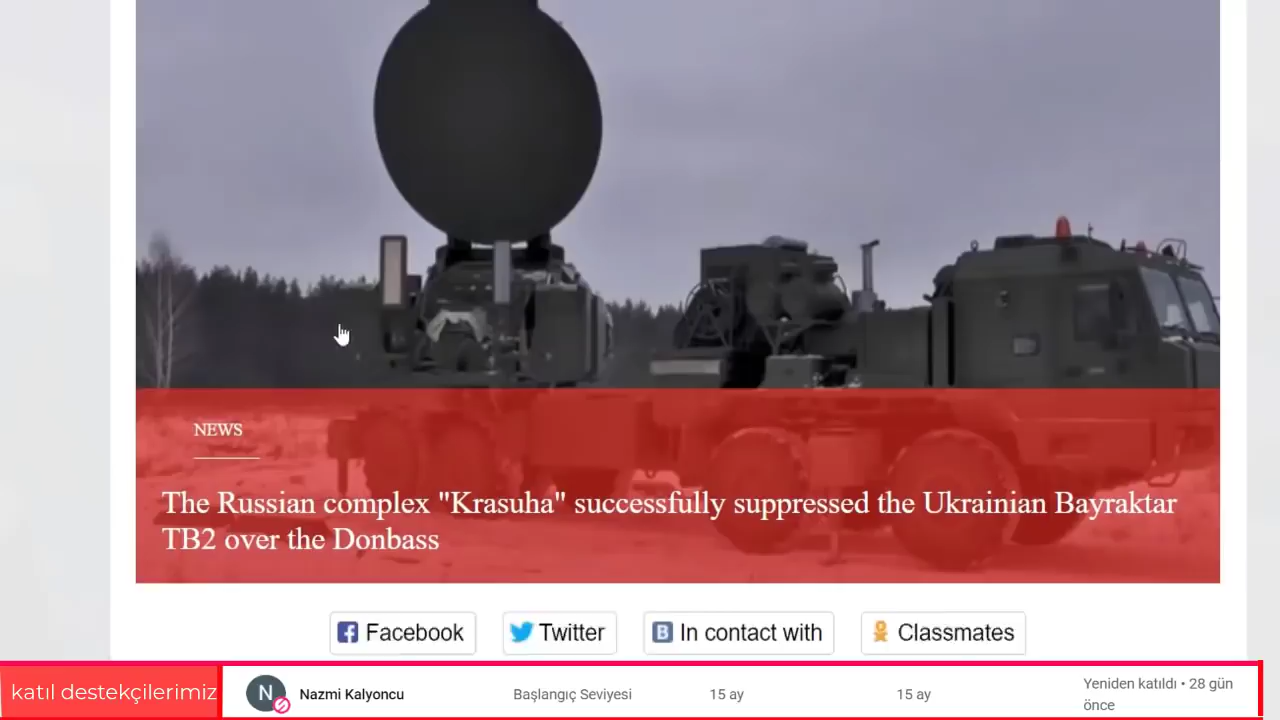 NEWS
The Russian complex "Krasuha" successfully suppressed the Ukrainian Bayraktar
TB2 over the Donbass
Facebook
Twitter
In contact with
Classmates
katıl destekçilerimiz
N
Nazmi Kalyoncu
Başlangıç Seviyesi
15 ay
15 ay
Yeniden katıldı • 28 gün
önce